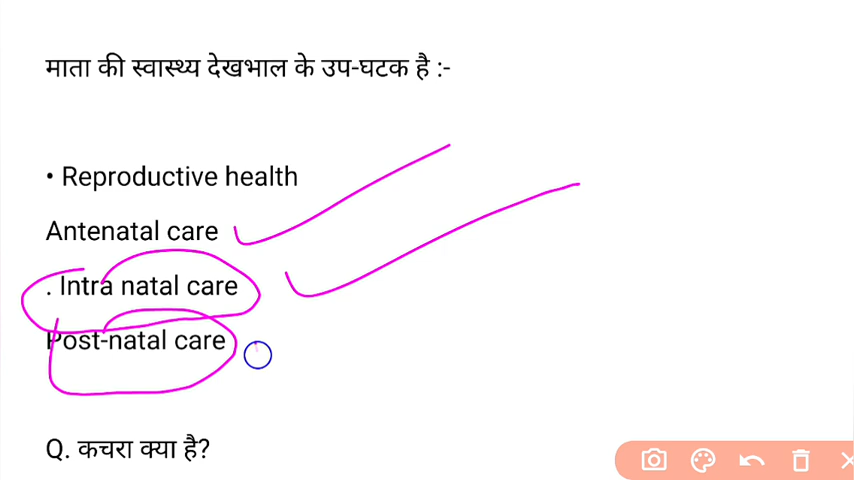 माता की स्वास्थ्य देखभाल के उप-घटक है :-
• Reproductive health
Antenatal care
. Intra natal care
Post-natal care
Q. कचरा क्या है?